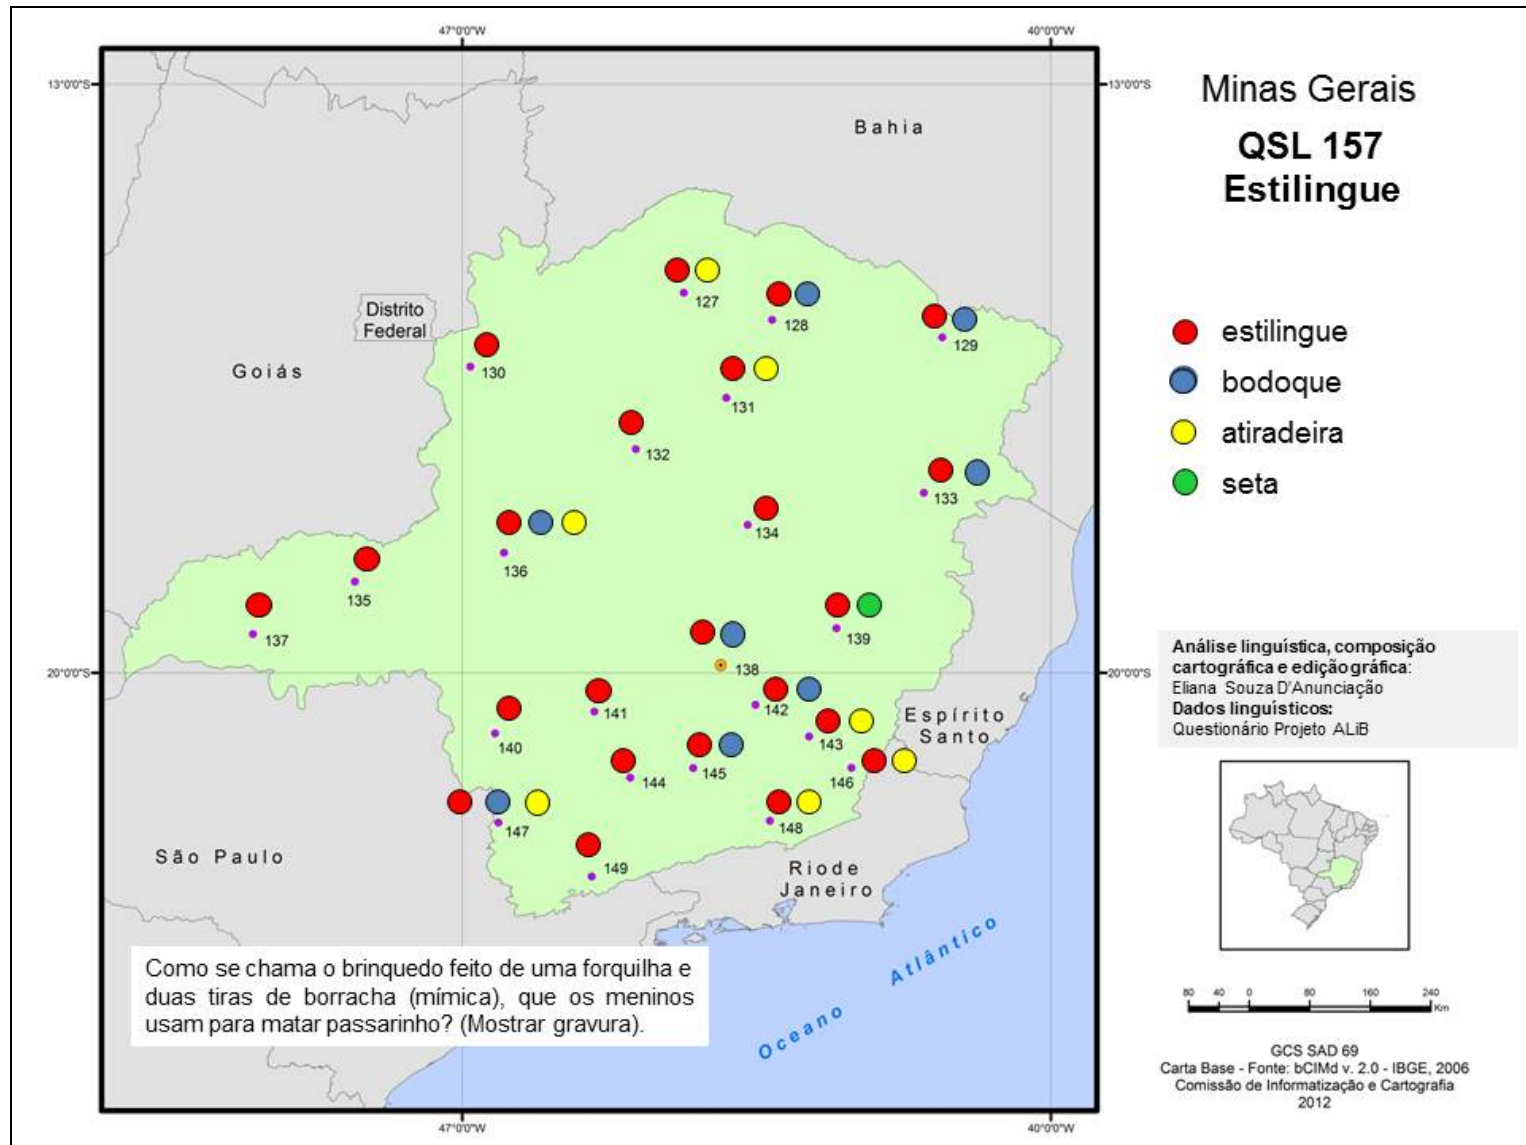 47°0'0"W
40°0'0"W
13°0'0"S
13°0'0"S
Bahia
Distrito
Federal
Goiás
127
128
129
130
131
132
133
134
135
136
137
138
139
20°0'0"S
20°0'0"S
140
141
142
143
144
145
146
147
148
149
Espírito
Santo
São Paulo
Riode
Janeiro
Oceano Atlântico
Como se chama o brinquedo feito de uma forquilha e
duas tiras de borracha (mímica), que os meninos
usam para matar passarinho? (Mostrar gravura).
47°0'0"W
40°0'0"W
Minas Gerais
QSL 157
Estilingue
estilingue
bodoque
atiradeira
seta
Análise linguística, composição
cartográfica e edição gráfica:
Eliana Souza D'Anunciação
Dados linguísticos:
Questionário Projeto ALiB
80 40 0 80 160 240
Km
GCS SAD 69
Carta Base - Fonte: bCIMd v. 2.0 - IBGE, 2006
Comissão de Informatização e Cartografia
2012